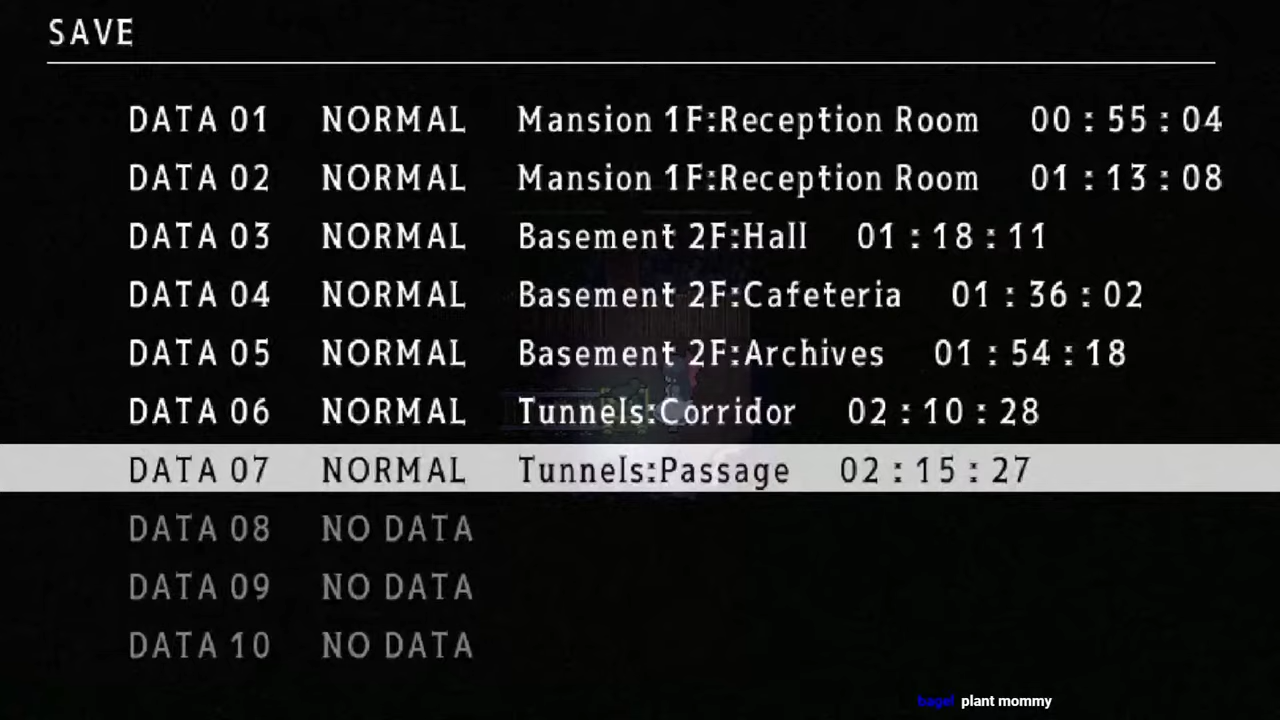 SAVE
DATA 01 NORMAL Mansion 1F:Reception Room 00:55:04
DATA 02 NORMAL Mansion 1F:Reception Room 01:13:08
DATA 03 NORMAL Basement 2F:Hall 01:18:11
DATA 04 NORMAL Basement 2F:Cafeteria 01:36:02
DATA 05 NORMAL Basement 2F:Archives 01:54:18
DATA 06 NORMAL Tunnels:Corridor 02:10:28
DATA 07 NORMAL Tunnels:Passage 02:15:27
DATA 08 NO DATA
DATA 09 NO DATA
DATA 10 NO DATA
bagel plant mommy